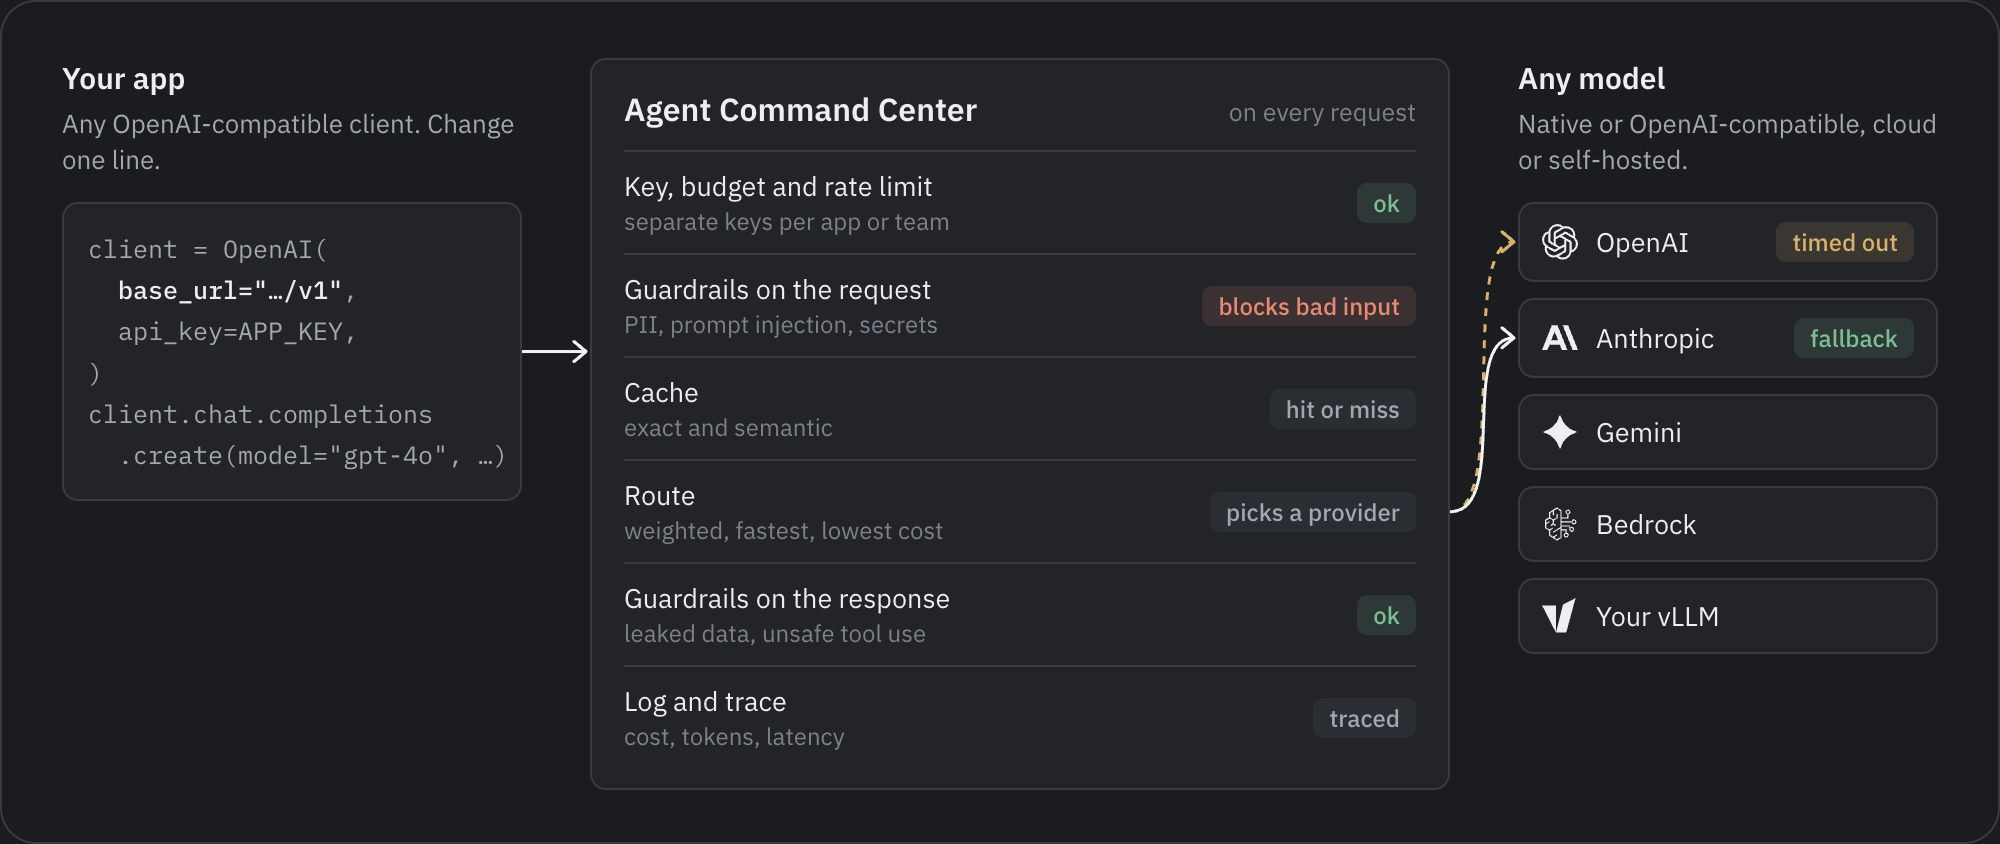 Your app
Any OpenAI-compatible client. Change
one line.
client = OpenAI(
base_url="…/v1",
api_key=APP_KEY,
)
client.chat.completions
.create(model="gpt-4o", …)
Agent Command Center
on every request
Key, budget and rate limit
separate keys per app or team
ok
Guardrails on the request
PII, prompt injection, secrets
blocks bad input
Cache
exact and semantic
hit or miss
Route
weighted, fastest, lowest cost
picks a provider
Guardrails on the response
leaked data, unsafe tool use
ok
Log and trace
cost, tokens, latency
traced
Any model
Native or OpenAI-compatible, cloud
or self-hosted.
OpenAI
timed out
Anthropic
fallback
Gemini
Bedrock
Your vLLM